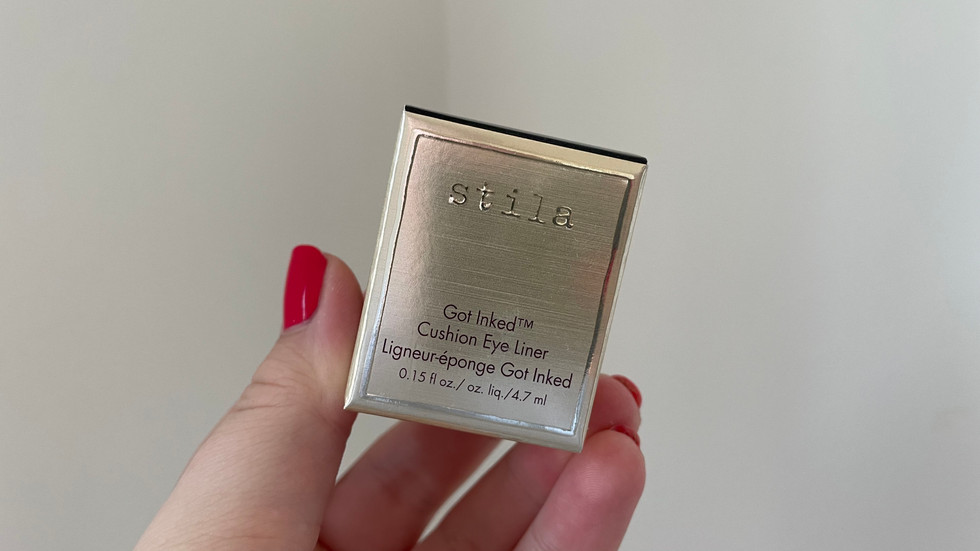 stila
Got Inked™
Cushion Eye Liner
Ligneur-éponge Got Inked
0.15 fl oz./ oz. liq./4.7 ml